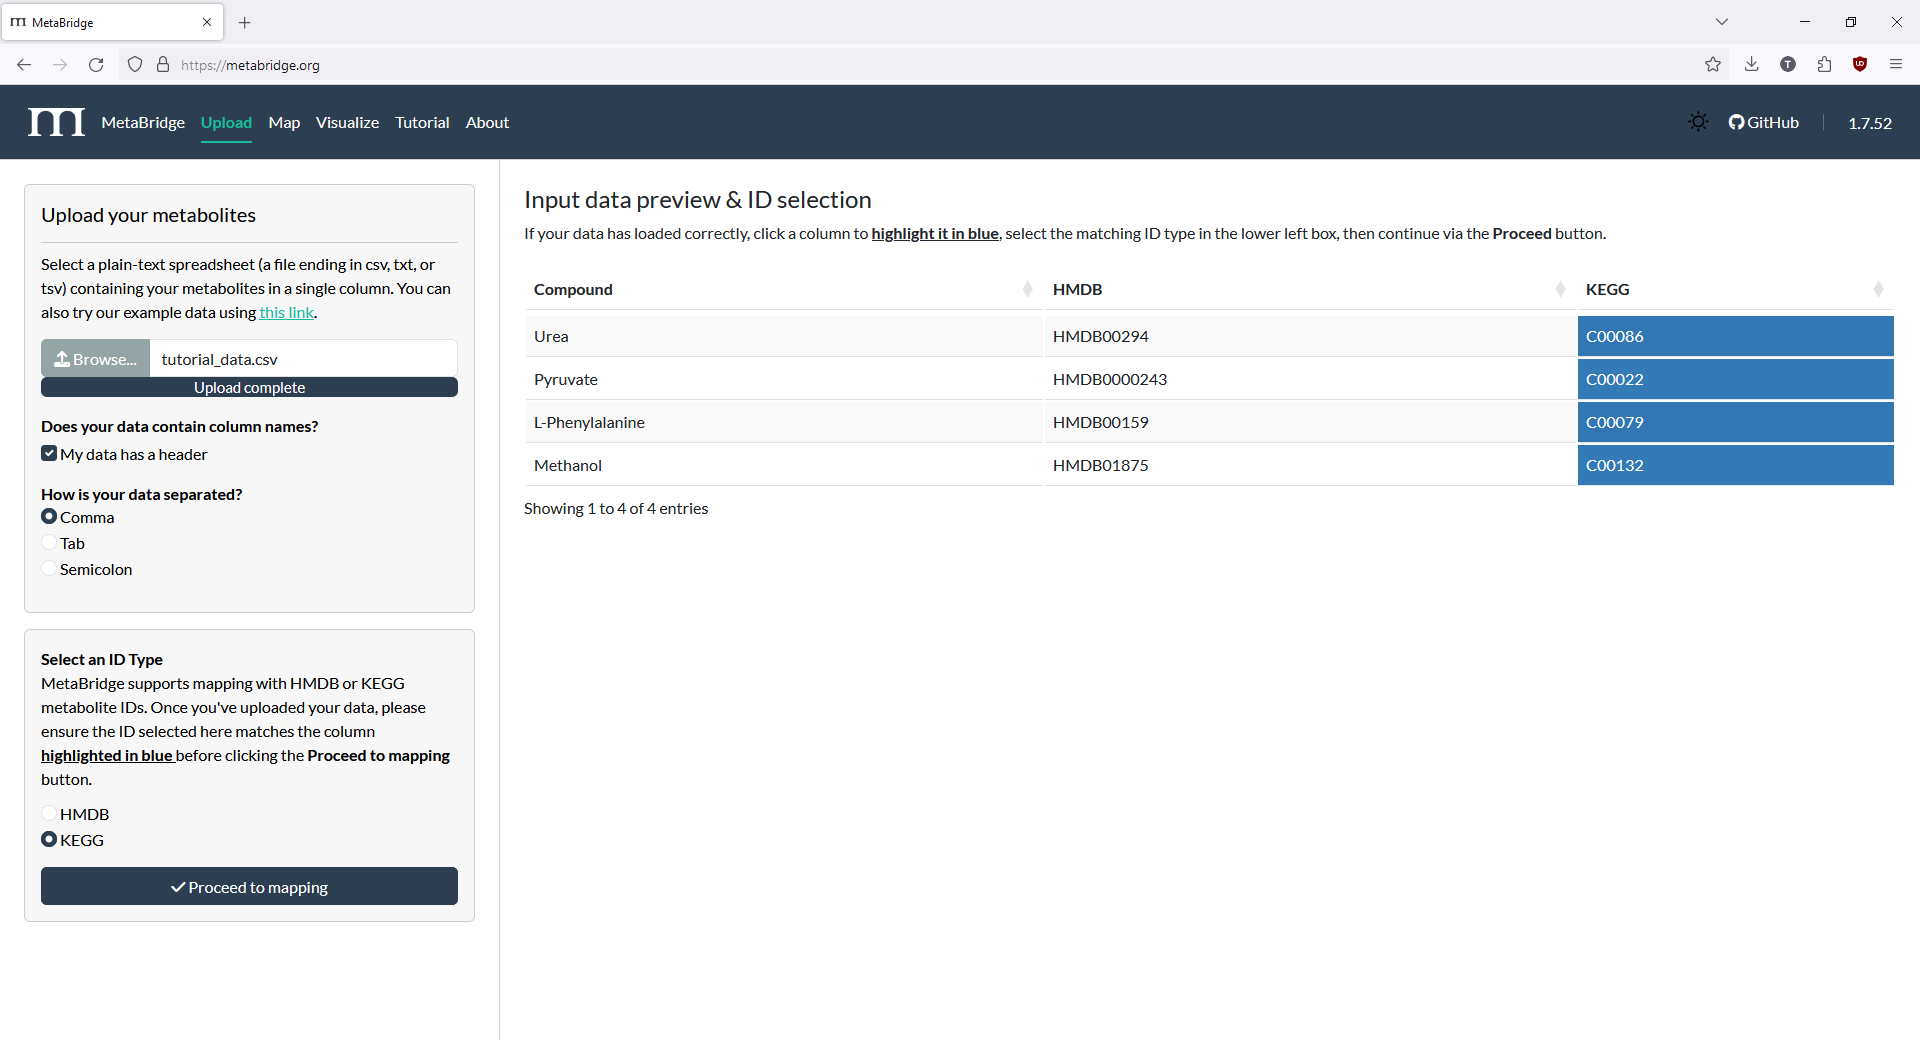 MetaBridge
https://metabridge.org
m MetaBridge Upload Map Visualize Tutorial About GitHub 1.7.52
Upload your metabolites
Select a plain-text spreadsheet (a file ending in csv, txt, or
tsv) containing your metabolites in a single column. You can
also try our example data using this link.
Browse... tutorial_data.csv
Upload complete
Does your data contain column names?
My data has a header
How is your data separated?
Comma
Tab
Semicolon
Select an ID Type
MetaBridge supports mapping with HMDB or KEGG
metabolite IDs. Once you've uploaded your data, please
ensure the ID selected here matches the column
highlighted in blue before clicking the Proceed to mapping
button.
HMDB
KEGG
Proceed to mapping
Input data preview & ID selection
If your data has loaded correctly, click a column to highlight it in blue, select the matching ID type in the lower left box, then continue via the Proceed button.
Compound HMDB KEGG
Urea HMDB00294 C00086
Pyruvate HMDB0000243 C00022
L-Phenylalanine HMDB00159 C00079
Methanol HMDB01875 C00132
Showing 1 to 4 of 4 entries